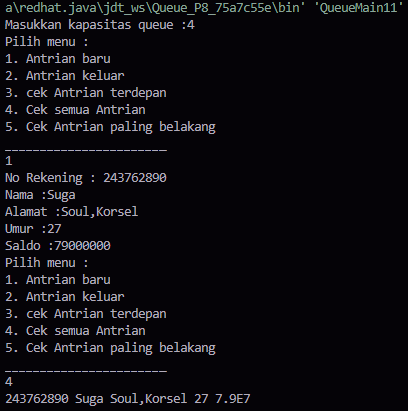 a\redhat.java\jdt_ws\Queue_P8_75a7c55e\bin' 'QueueMain11'
Masukkan kapasitas queue :4
Pilih menu :
1. Antrian baru
2. Antrian keluar
3. cek Antrian terdepan
4. Cek semua Antrian
5. Cek Antrian paling belakang
_______________________
1
No Rekening : 243762890
Nama :Suga
Alamat :Soul,Korsel
Umur :27
Saldo :79000000
Pilih menu :
1. Antrian baru
2. Antrian keluar
3. cek Antrian terdepan
4. Cek semua Antrian
5. Cek Antrian paling belakang
_______________________
4
243762890 Suga Soul,Korsel 27 7.9E7